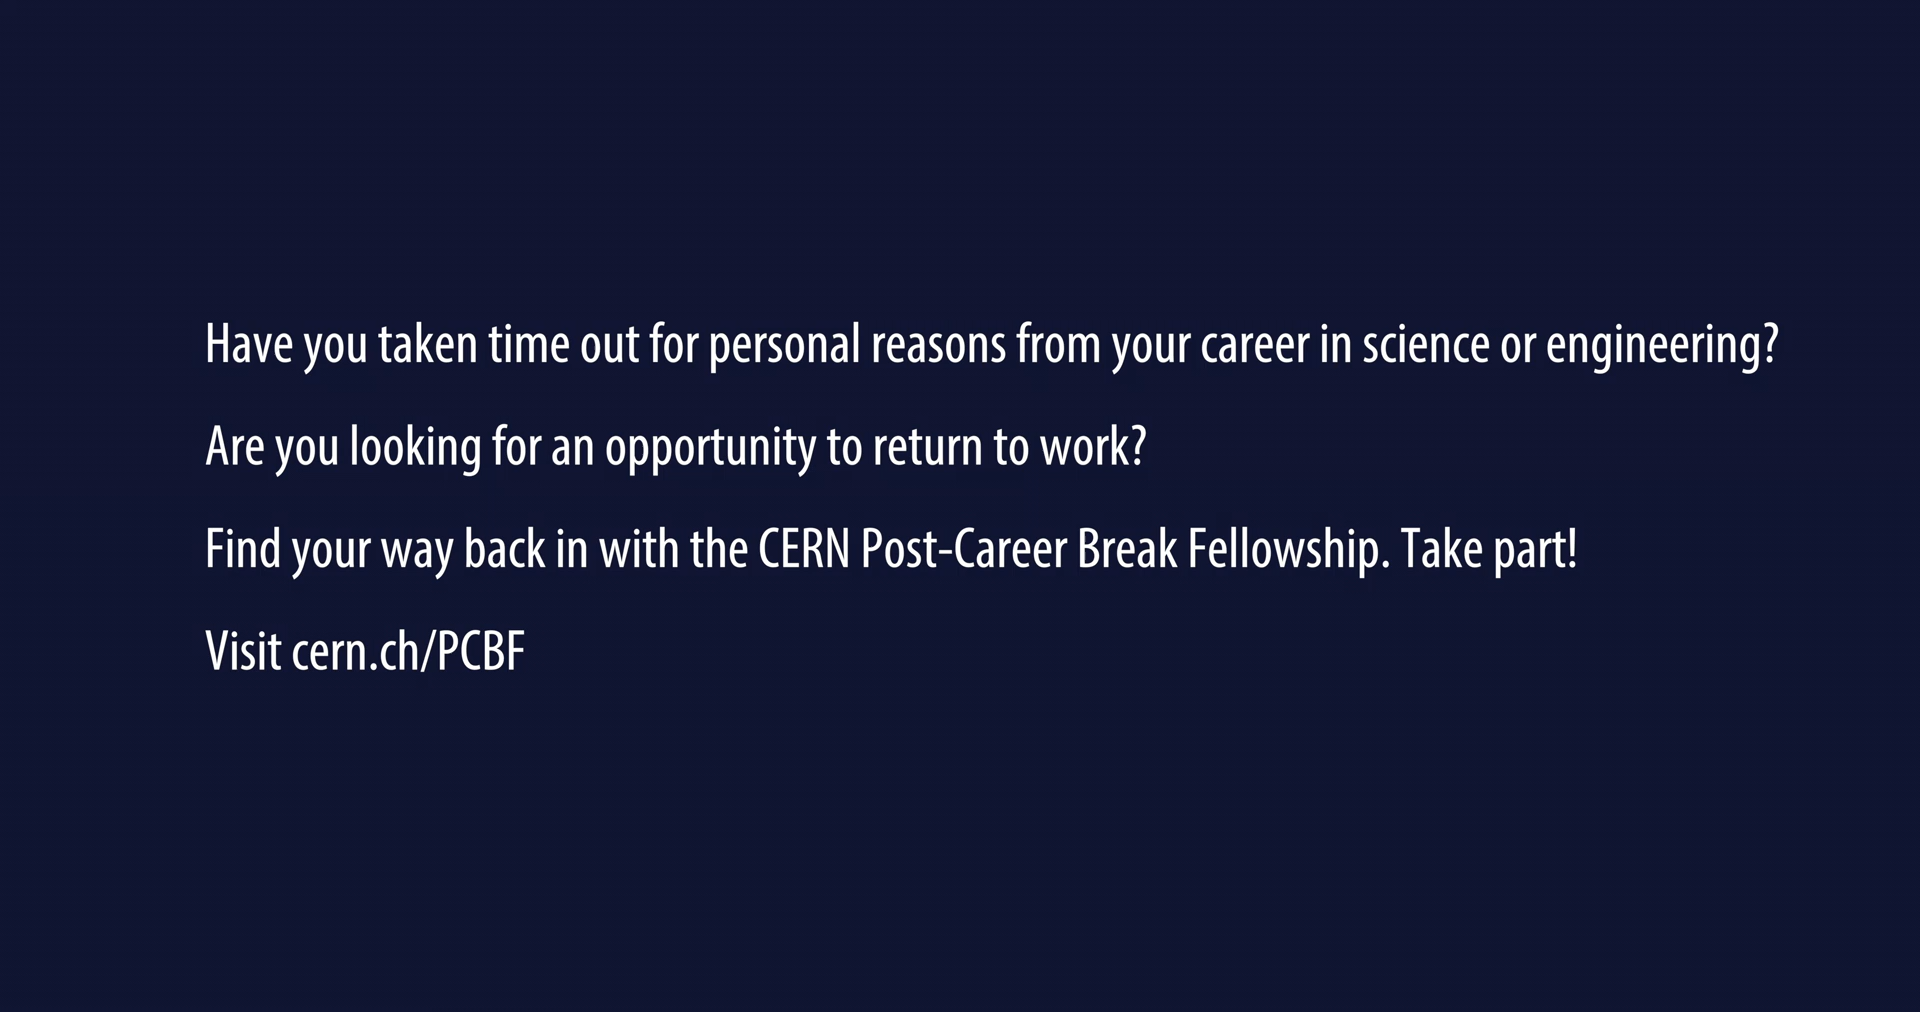 Have you taken time out for personal reasons from your career in science or engineering?
Are you looking for an opportunity to return to work?
Find your way back in with the CERN Post-Career Break Fellowship. Take part!
Visit cern.ch/PCBF